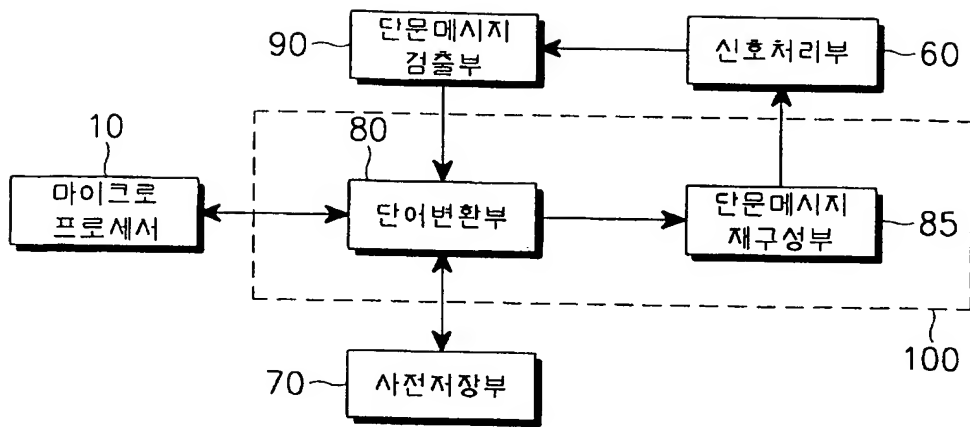 90
단문메시지
검출부
신호처리부
60
10
80
마이크로
프로세서
단어변환부
단문메시지
재구성부
85
100
70
사전저장부